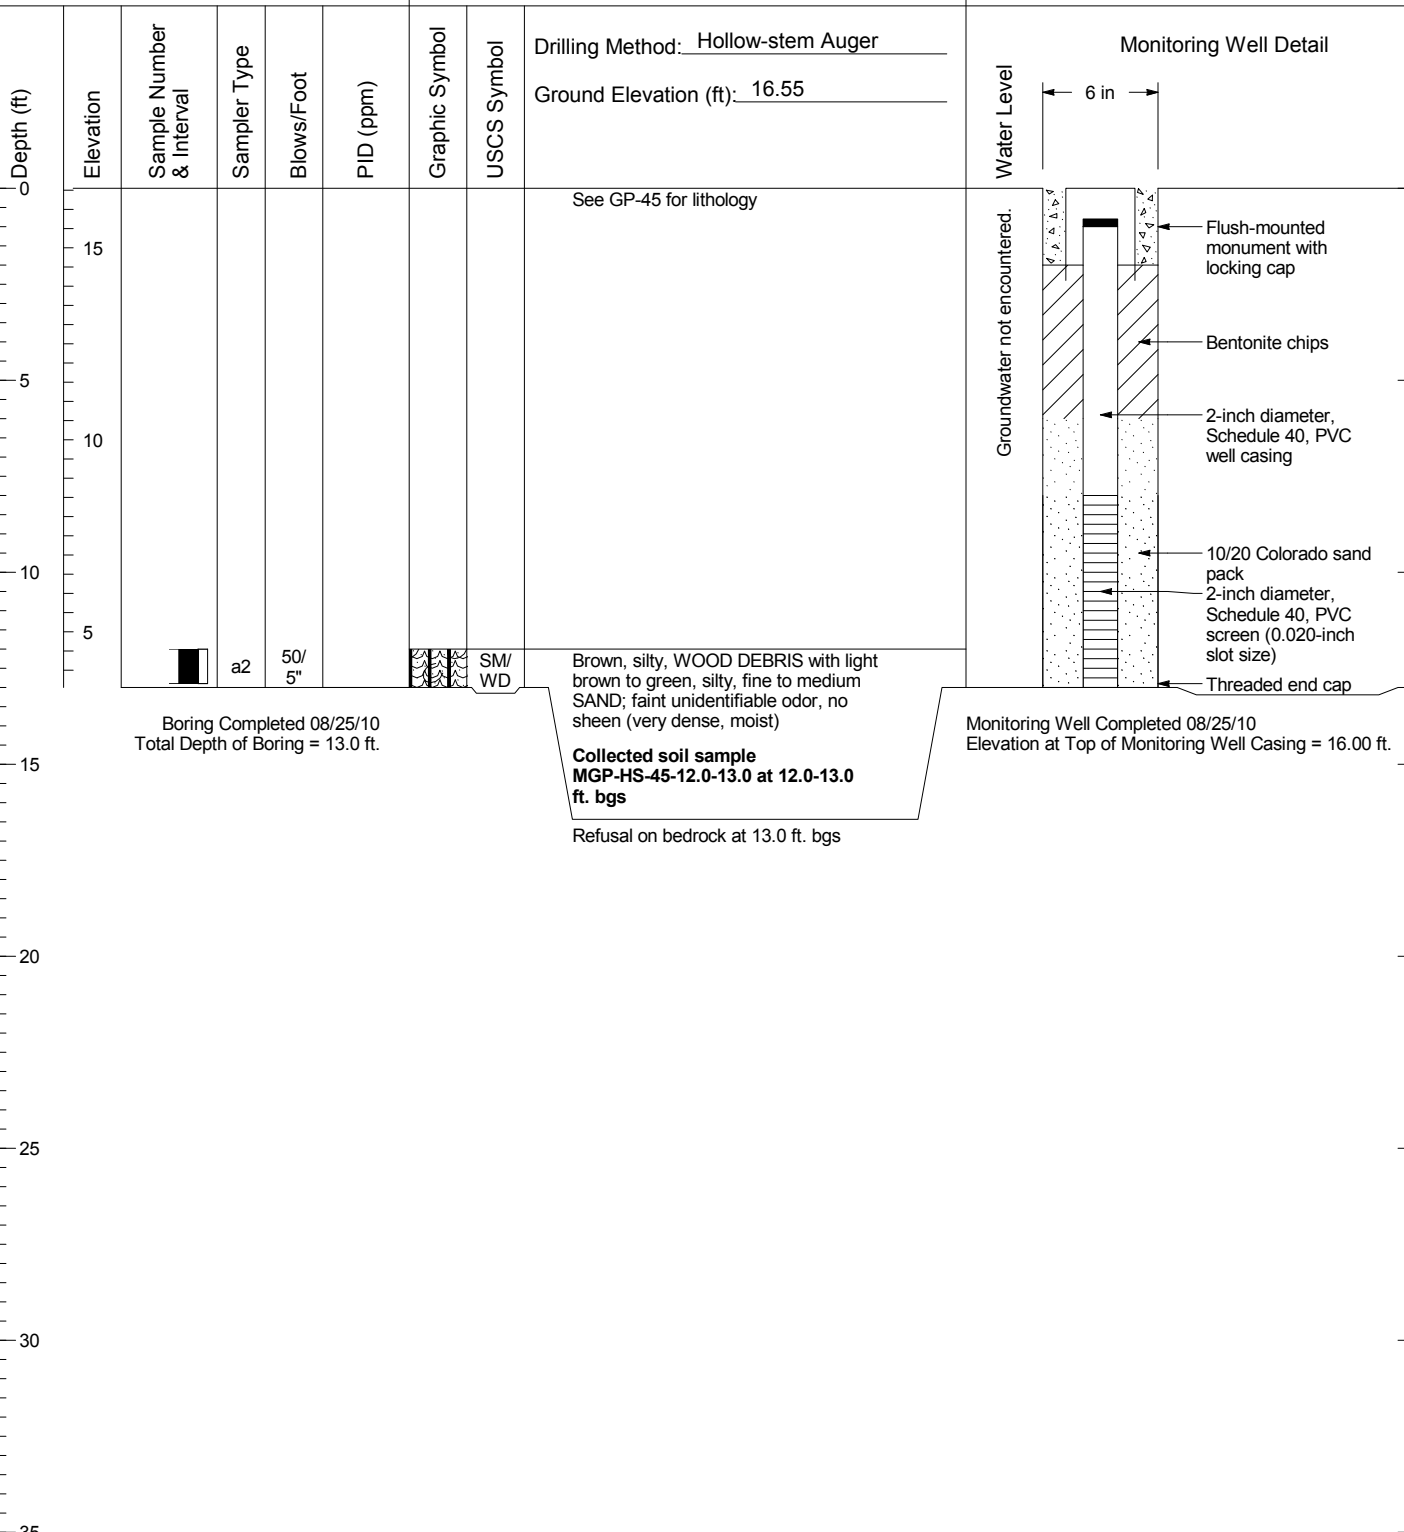 Depth (ft)
Elevation
Sample Number
& Interval
Sampler Type
Blows/Foot
PID (ppm)
Graphic Symbol
USCS Symbol
Drilling Method: Hollow-stem Auger
Ground Elevation (ft): 16.55
Water Level
Monitoring Well Detail
6 in
0
See GP-45 for lithology
Groundwater not encountered.
Flush-mounted
monument with
locking cap
15
Bentonite chips
5
2-inch diameter,
Schedule 40, PVC
well casing
10
10/20 Colorado sand
pack
10
2-inch diameter,
Schedule 40, PVC
screen (0.020-inch
slot size)
5
a2
50/
5"
SM/
WD
Brown, silty, WOOD DEBRIS with light
brown to green, silty, fine to medium
SAND; faint unidentifiable odor, no
sheen (very dense, moist)
Threaded end cap
Boring Completed 08/25/10
Total Depth of Boring = 13.0 ft.
Collected soil sample
MGP-HS-45-12.0-13.0 at 12.0-13.0
ft. bgs
Monitoring Well Completed 08/25/10
Elevation at Top of Monitoring Well Casing = 16.00 ft.
15
Refusal on bedrock at 13.0 ft. bgs
20
25
30
35